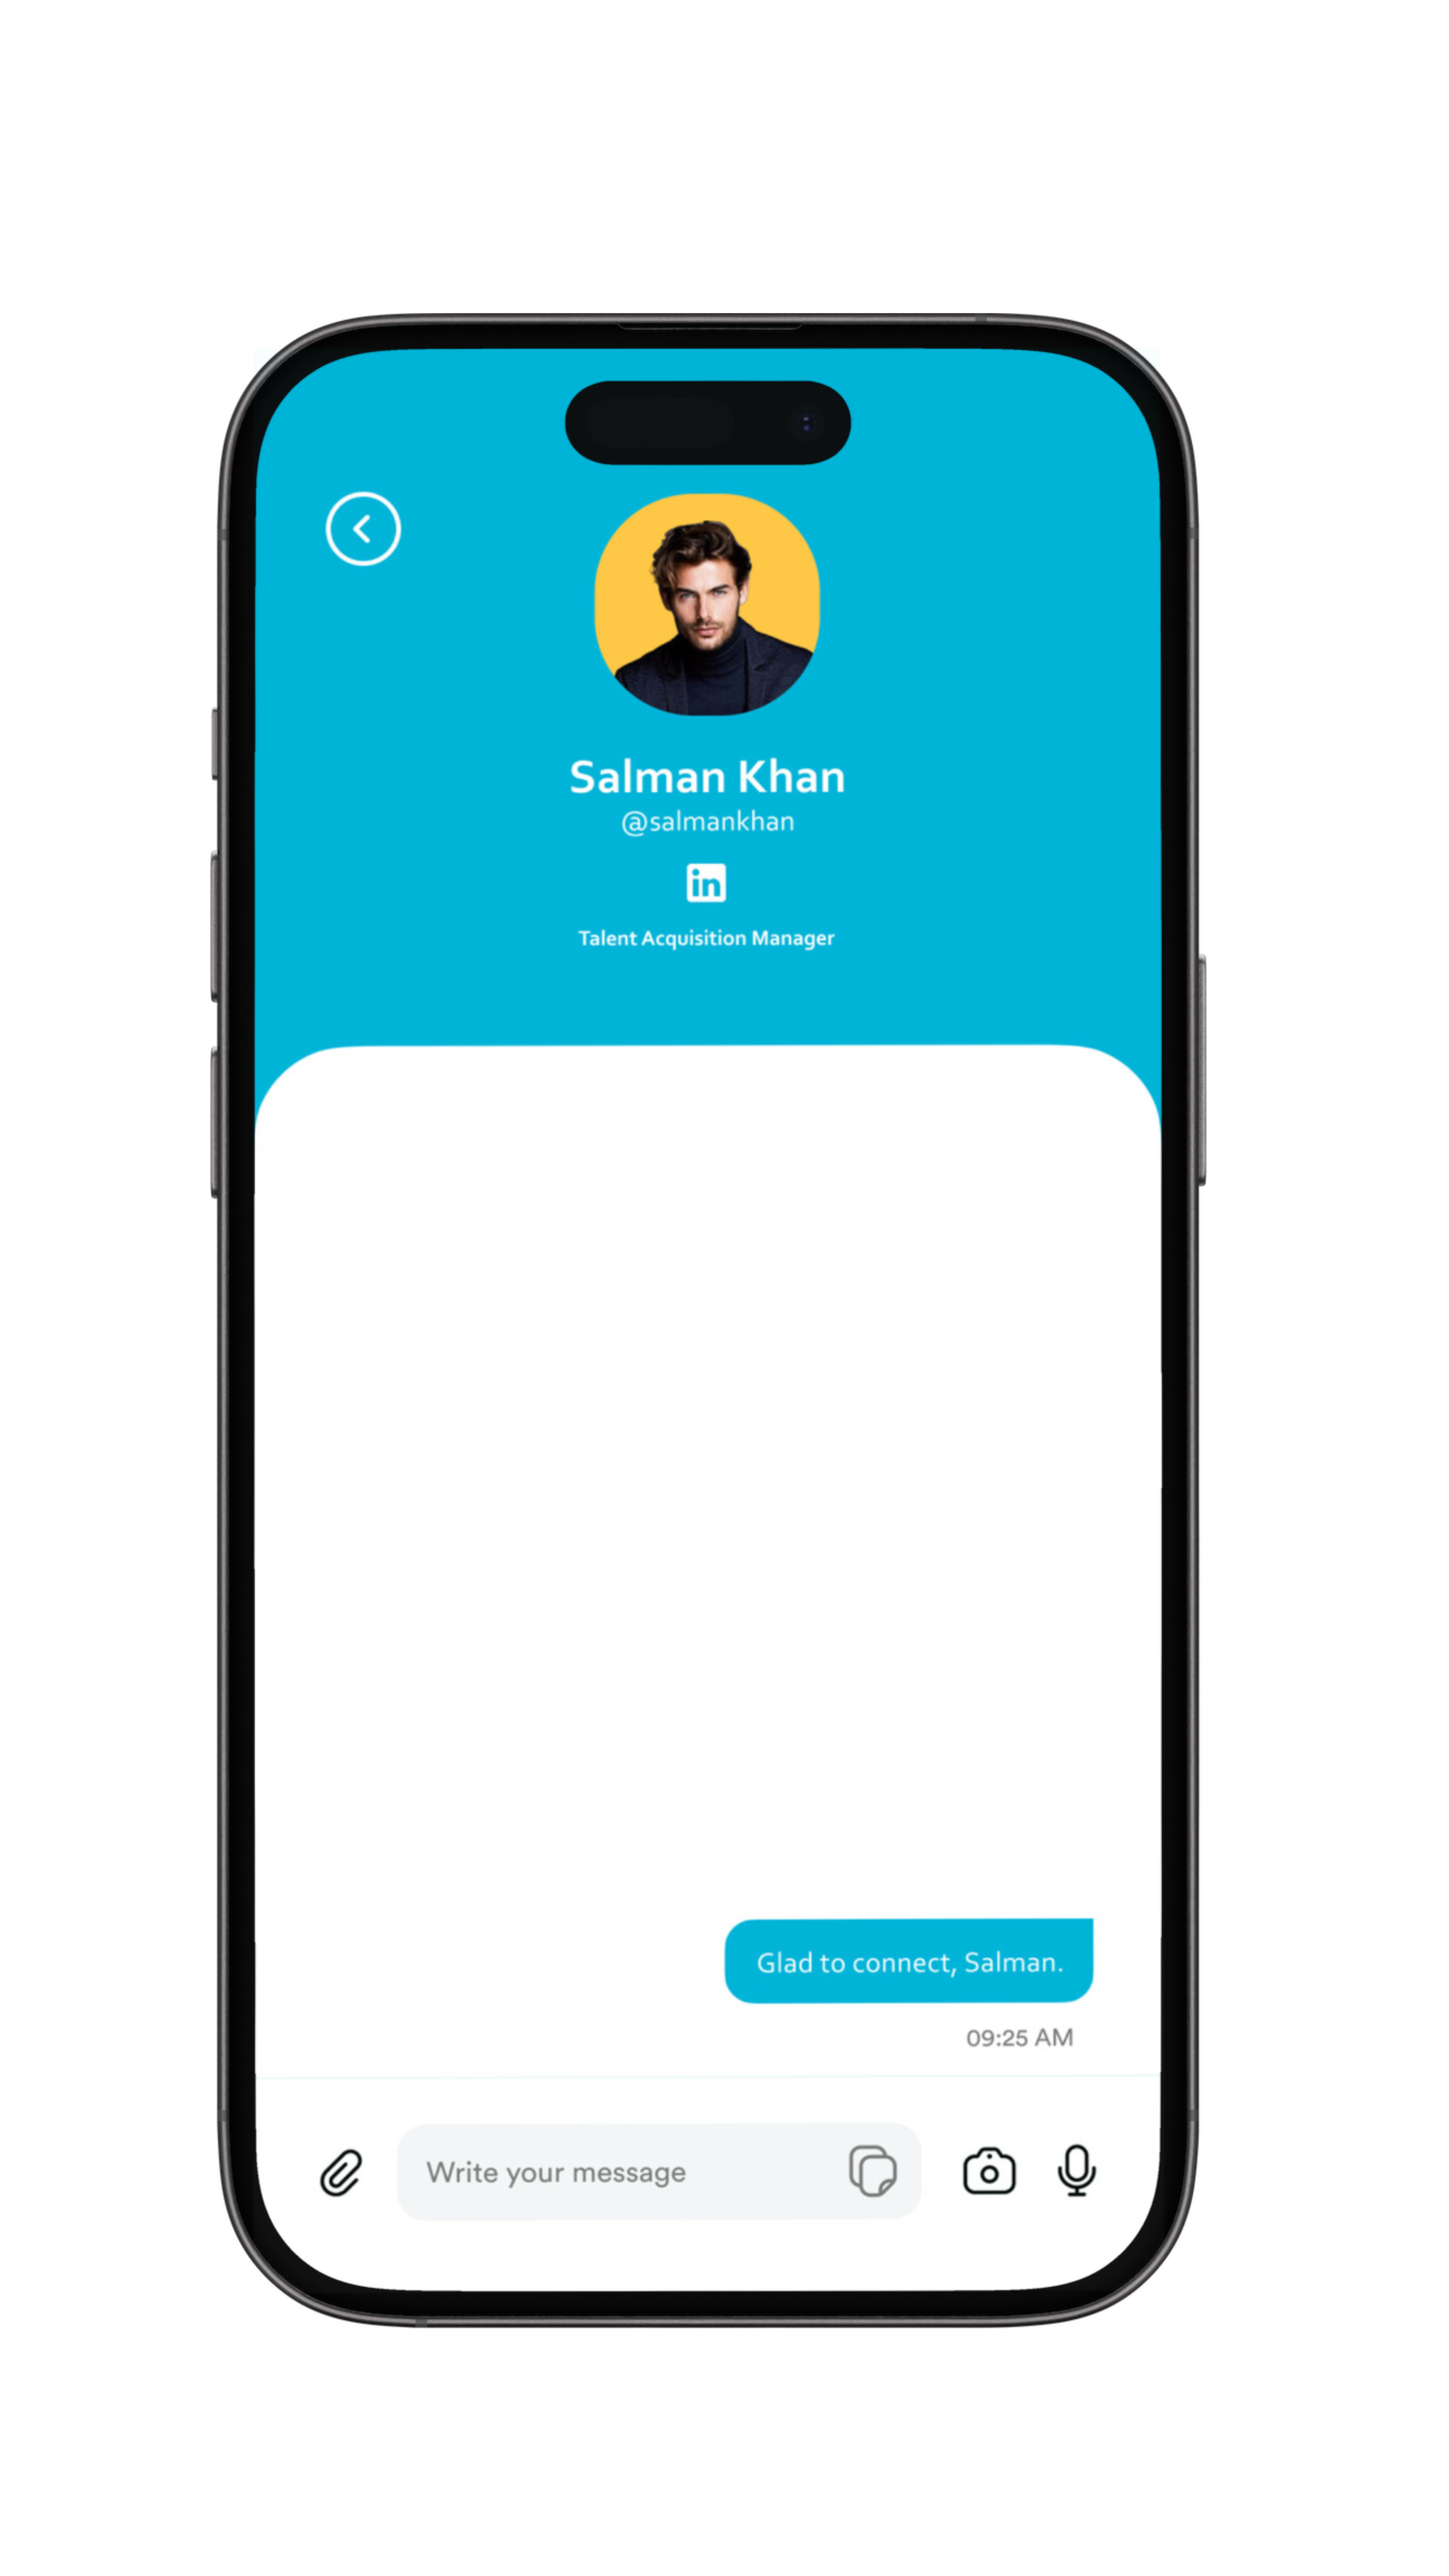 Salman Khan
@salmankhan
in
Talent Acquisition Manager
Glad to connect, Salman.
09:25 AM
Write your message